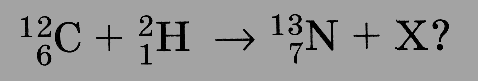 ¹²₆C + ²₁H → ¹³₇N + X?